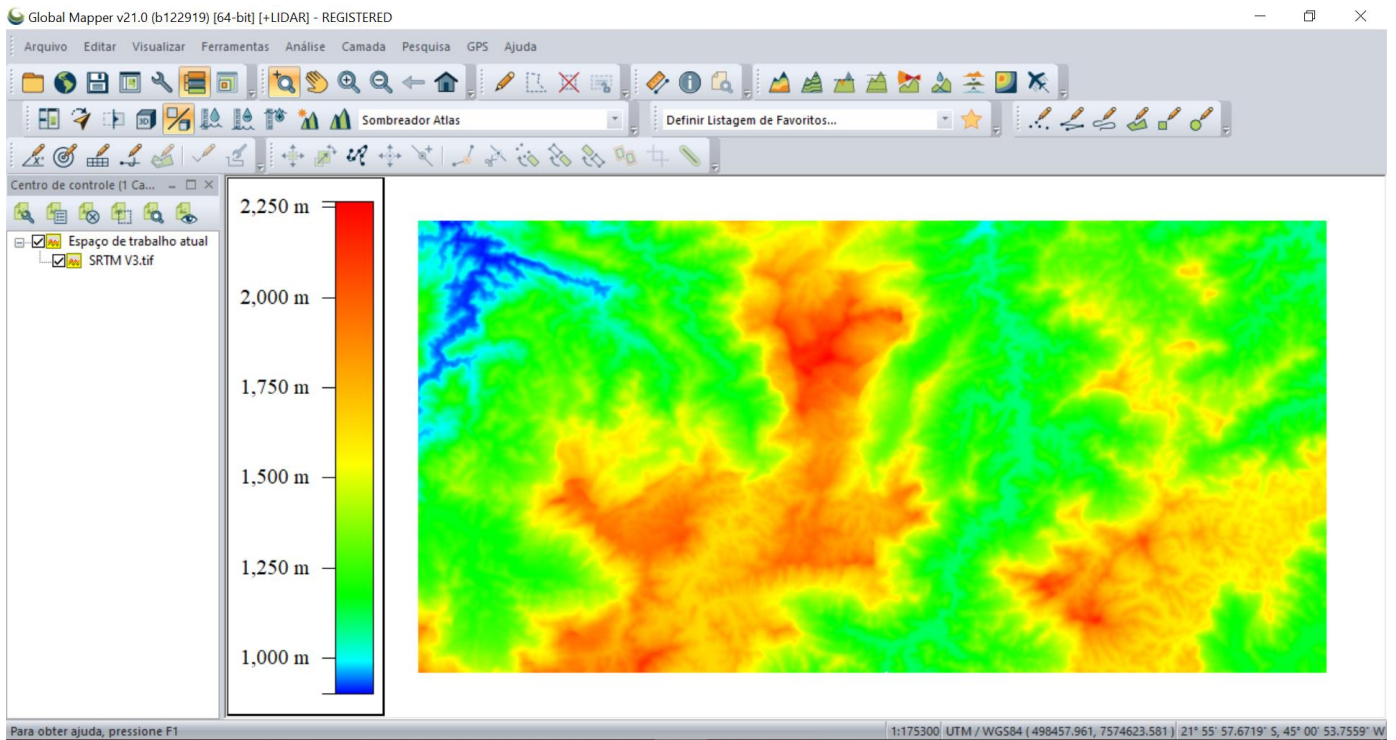 Global Mapper v21.0 (b122919) [64-bit] [+LIDAR] - REGISTERED
Arquivo Editar Visualizar Ferramentas Análise Camada Pesquisa GPS Ajuda
Sombreador Atlas
Definir Listagem de Favoritos...
Centro de controle (1 Ca...
Espaço de trabalho atual
SRTM V3.tif
2,250 m
2,000 m
1,750 m
1,500 m
1,250 m
1,000 m
Para obter ajuda, pressione F1
1:175300 UTM / WGS84 ( 498457.961, 7574623.581 ) 21° 55' 57.6719" S, 45° 00' 53.7559" W